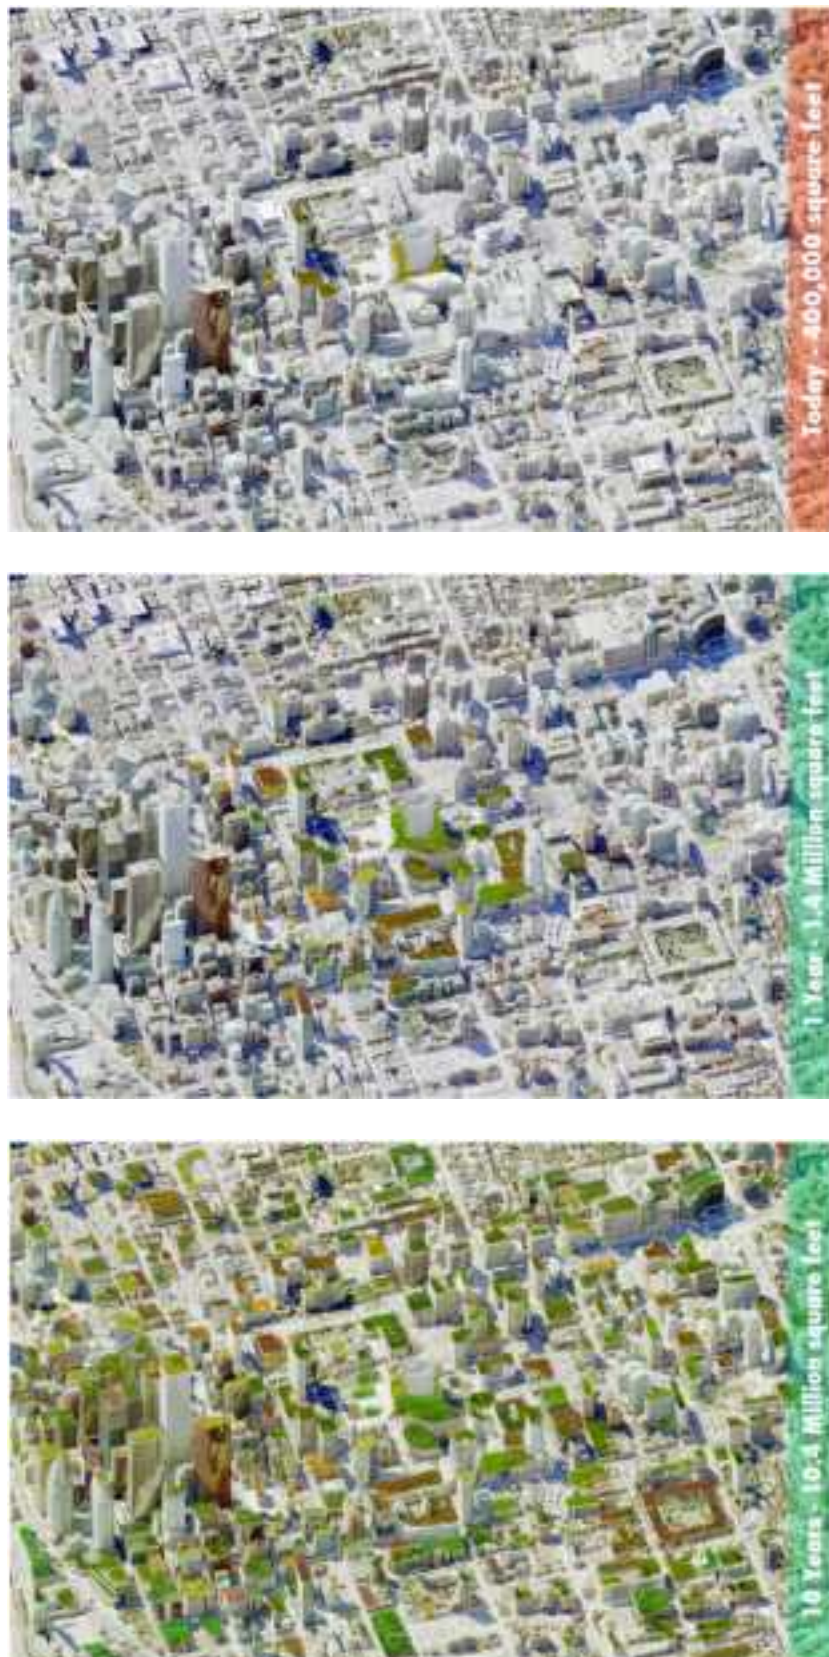 Today - 400,000 square feet
1 Year - 1.4 Million square feet
10 Years - 10.4 Million square feet